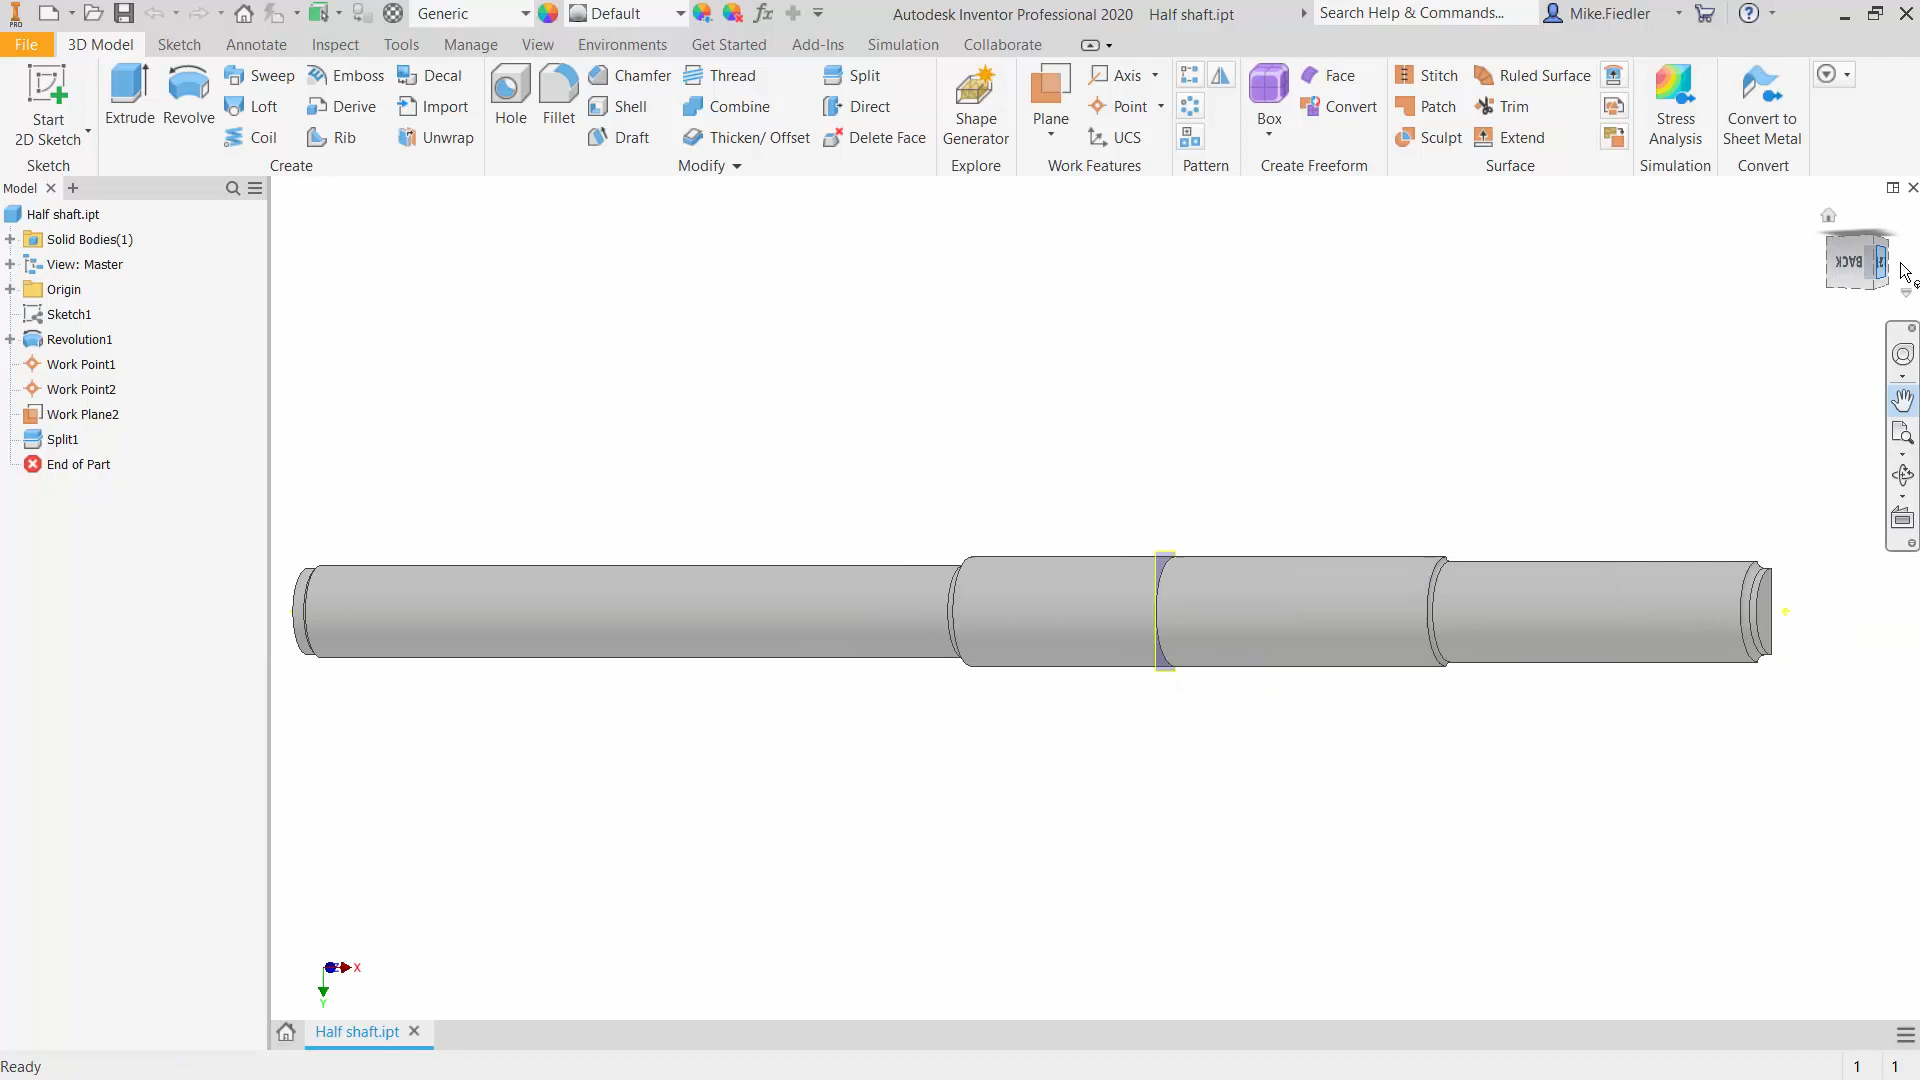 PRO
Generic
Default
fx
Autodesk Inventor Professional 2020 Half shaft.ipt
Search Help & Commands...
Mike.Fiedler
File
3D Model
Sketch
Annotate
Inspect
Tools
Manage
View
Environments
Get Started
Add-Ins
Simulation
Collaborate
Start
2D Sketch
Sketch
Extrude
Revolve
Sweep
Emboss
Decal
Loft
Derive
Import
Coil
Rib
Unwrap
Create
Hole
Fillet
Chamfer
Thread
Split
Shell
Combine
Direct
Draft
Thicken/ Offset
Delete Face
Modify
Shape
Generator
Explore
Plane
Axis
Point
UCS
Work Features
Pattern
Box
Face
Convert
Create Freeform
Stitch
Ruled Surface
Patch
Trim
Sculpt
Extend
Surface
Stress
Analysis
Simulation
Convert to
Sheet Metal
Convert
Model
Half shaft.ipt
Solid Bodies(1)
View: Master
Origin
Sketch1
Revolution1
Work Point1
Work Point2
Work Plane2
Split1
End of Part
BACK
X
Y
Half shaft.ipt
Ready
1 1